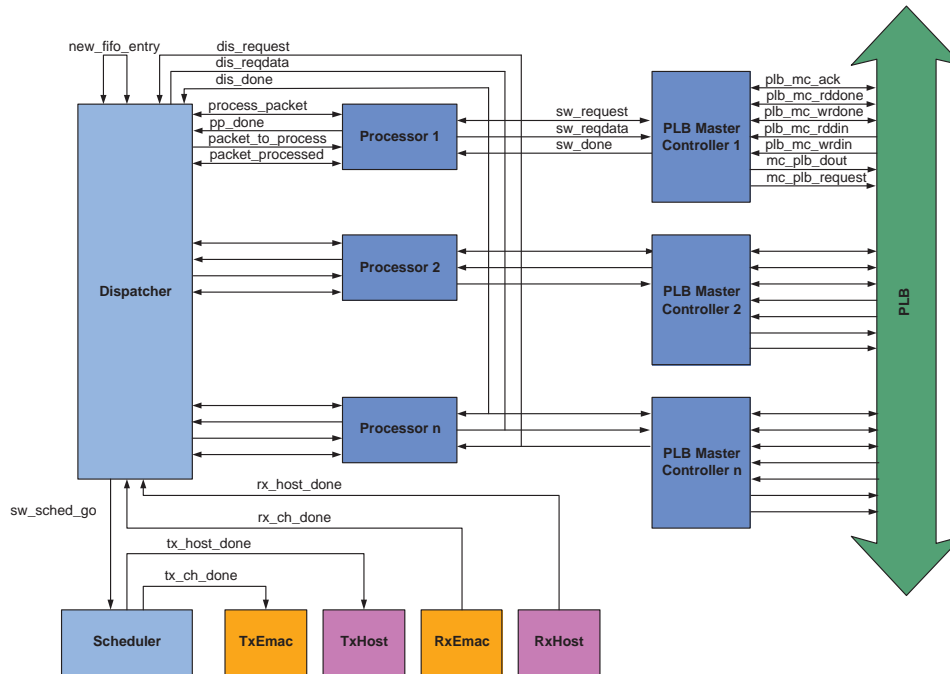 new_fifo_entry
dis_request
dis_reqdata
dis_done
process_packet
pp_done
packet_to_process
packet_processed
Processor 1
sw_request
sw_reqdata
sw_done
PLB Master
Controller 1
plb_mc_ack
plb_mc_rddone
plb_mc_wrdone
plb_mc_rddin
plb_mc_wrdin
mc_plb_dout
mc_plb_request
Dispatcher
Processor 2
PLB Master
Controller 2
PLB
Processor n
PLB Master
Controller n
sw_sched_go
rx_host_done
rx_ch_done
tx_host_done
tx_ch_done
Scheduler
TxEmac
TxHost
RxEmac
RxHost